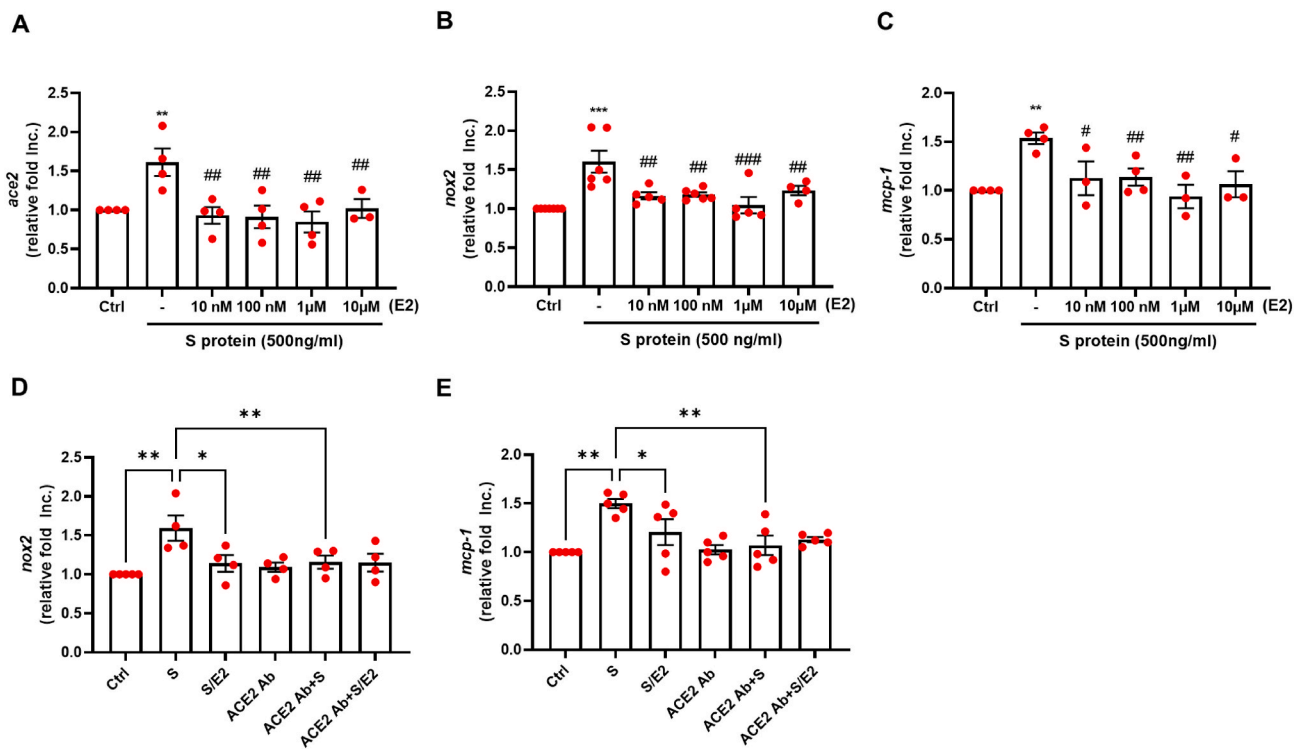 A
ace2
(relative fold Inc.)
2.5
2.0
1.5
1.0
0.5
0.0
**
##
##
##
##
Ctrl
-
10 nM
100 nM
1µM
10µM
(E2)
S protein (500ng/ml)
B
nox2
(relative fold Inc.)
2.5
2.0
1.5
1.0
0.5
0.0
***
##
##
###
##
Ctrl
-
10 nM
100 nM
1µM
10µM
(E2)
S protein (500 ng/ml)
C
mcp-1
(relative fold Inc.)
2.0
1.5
1.0
0.5
0.0
**
#
##
##
#
Ctrl
-
10 nM
100 nM
1µM
10µM
(E2)
S protein (500ng/ml)
D
nox2
(relative fold Inc.)
2.5
2.0
1.5
1.0
0.5
0.0
**
**
*
Ctrl
S
S/E2
ACE2 Ab
ACE2 Ab+S
ACE2 Ab+S/E2
E
mcp-1
(relative fold Inc.)
2.0
1.5
1.0
0.5
0.0
**
**
*
Ctrl
S
S/E2
ACE2 Ab
ACE2 Ab+S
ACE2 Ab+S/E2